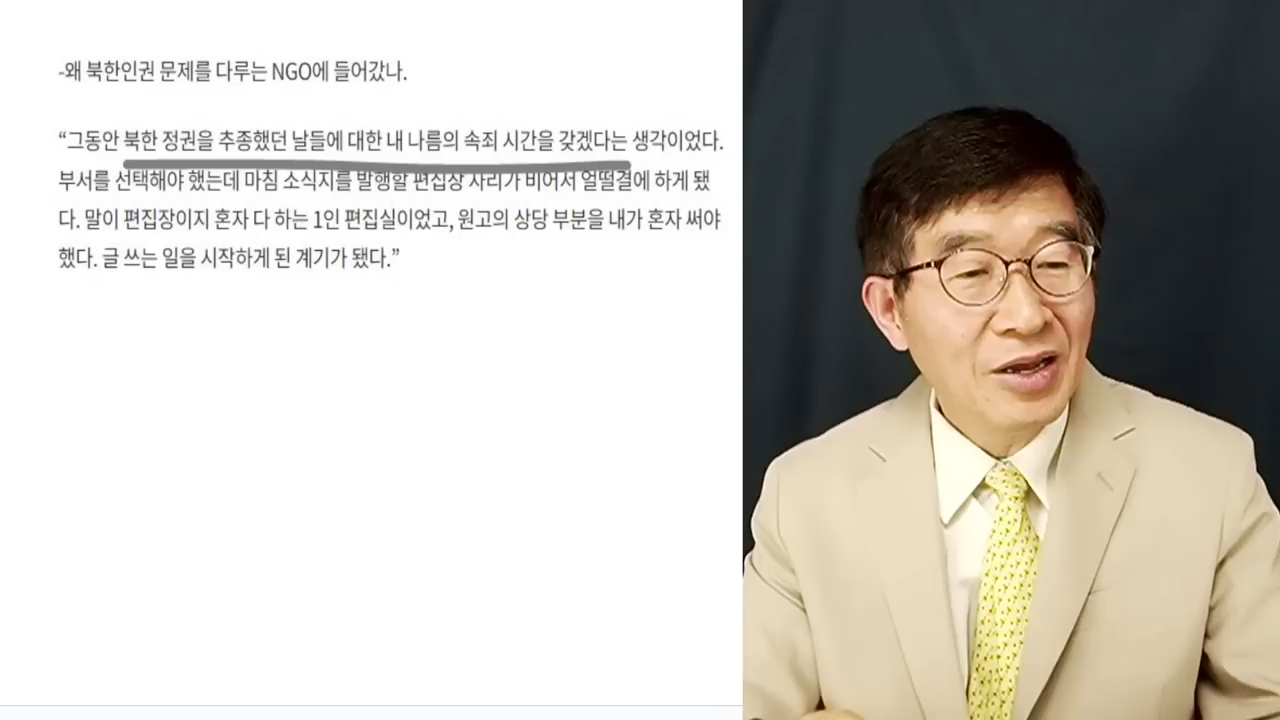 -왜 북한인권 문제를 다루는 NGO에 들어갔나.
“그동안 북한 정권을 추종했던 날들에 대한 내 나름의 속죄 시간을 갖겠다는 생각이었다.
부서를 선택해야 했는데 마침 소식지를 발행할 편집장 자리가 비어서 얼떨결에 하게 됐
다. 말이 편집장이지 혼자 다 하는 1인 편집실이었고, 원고의 상당 부분을 내가 혼자 써야
했다. 글 쓰는 일을 시작하게 된 계기가 됐다.”